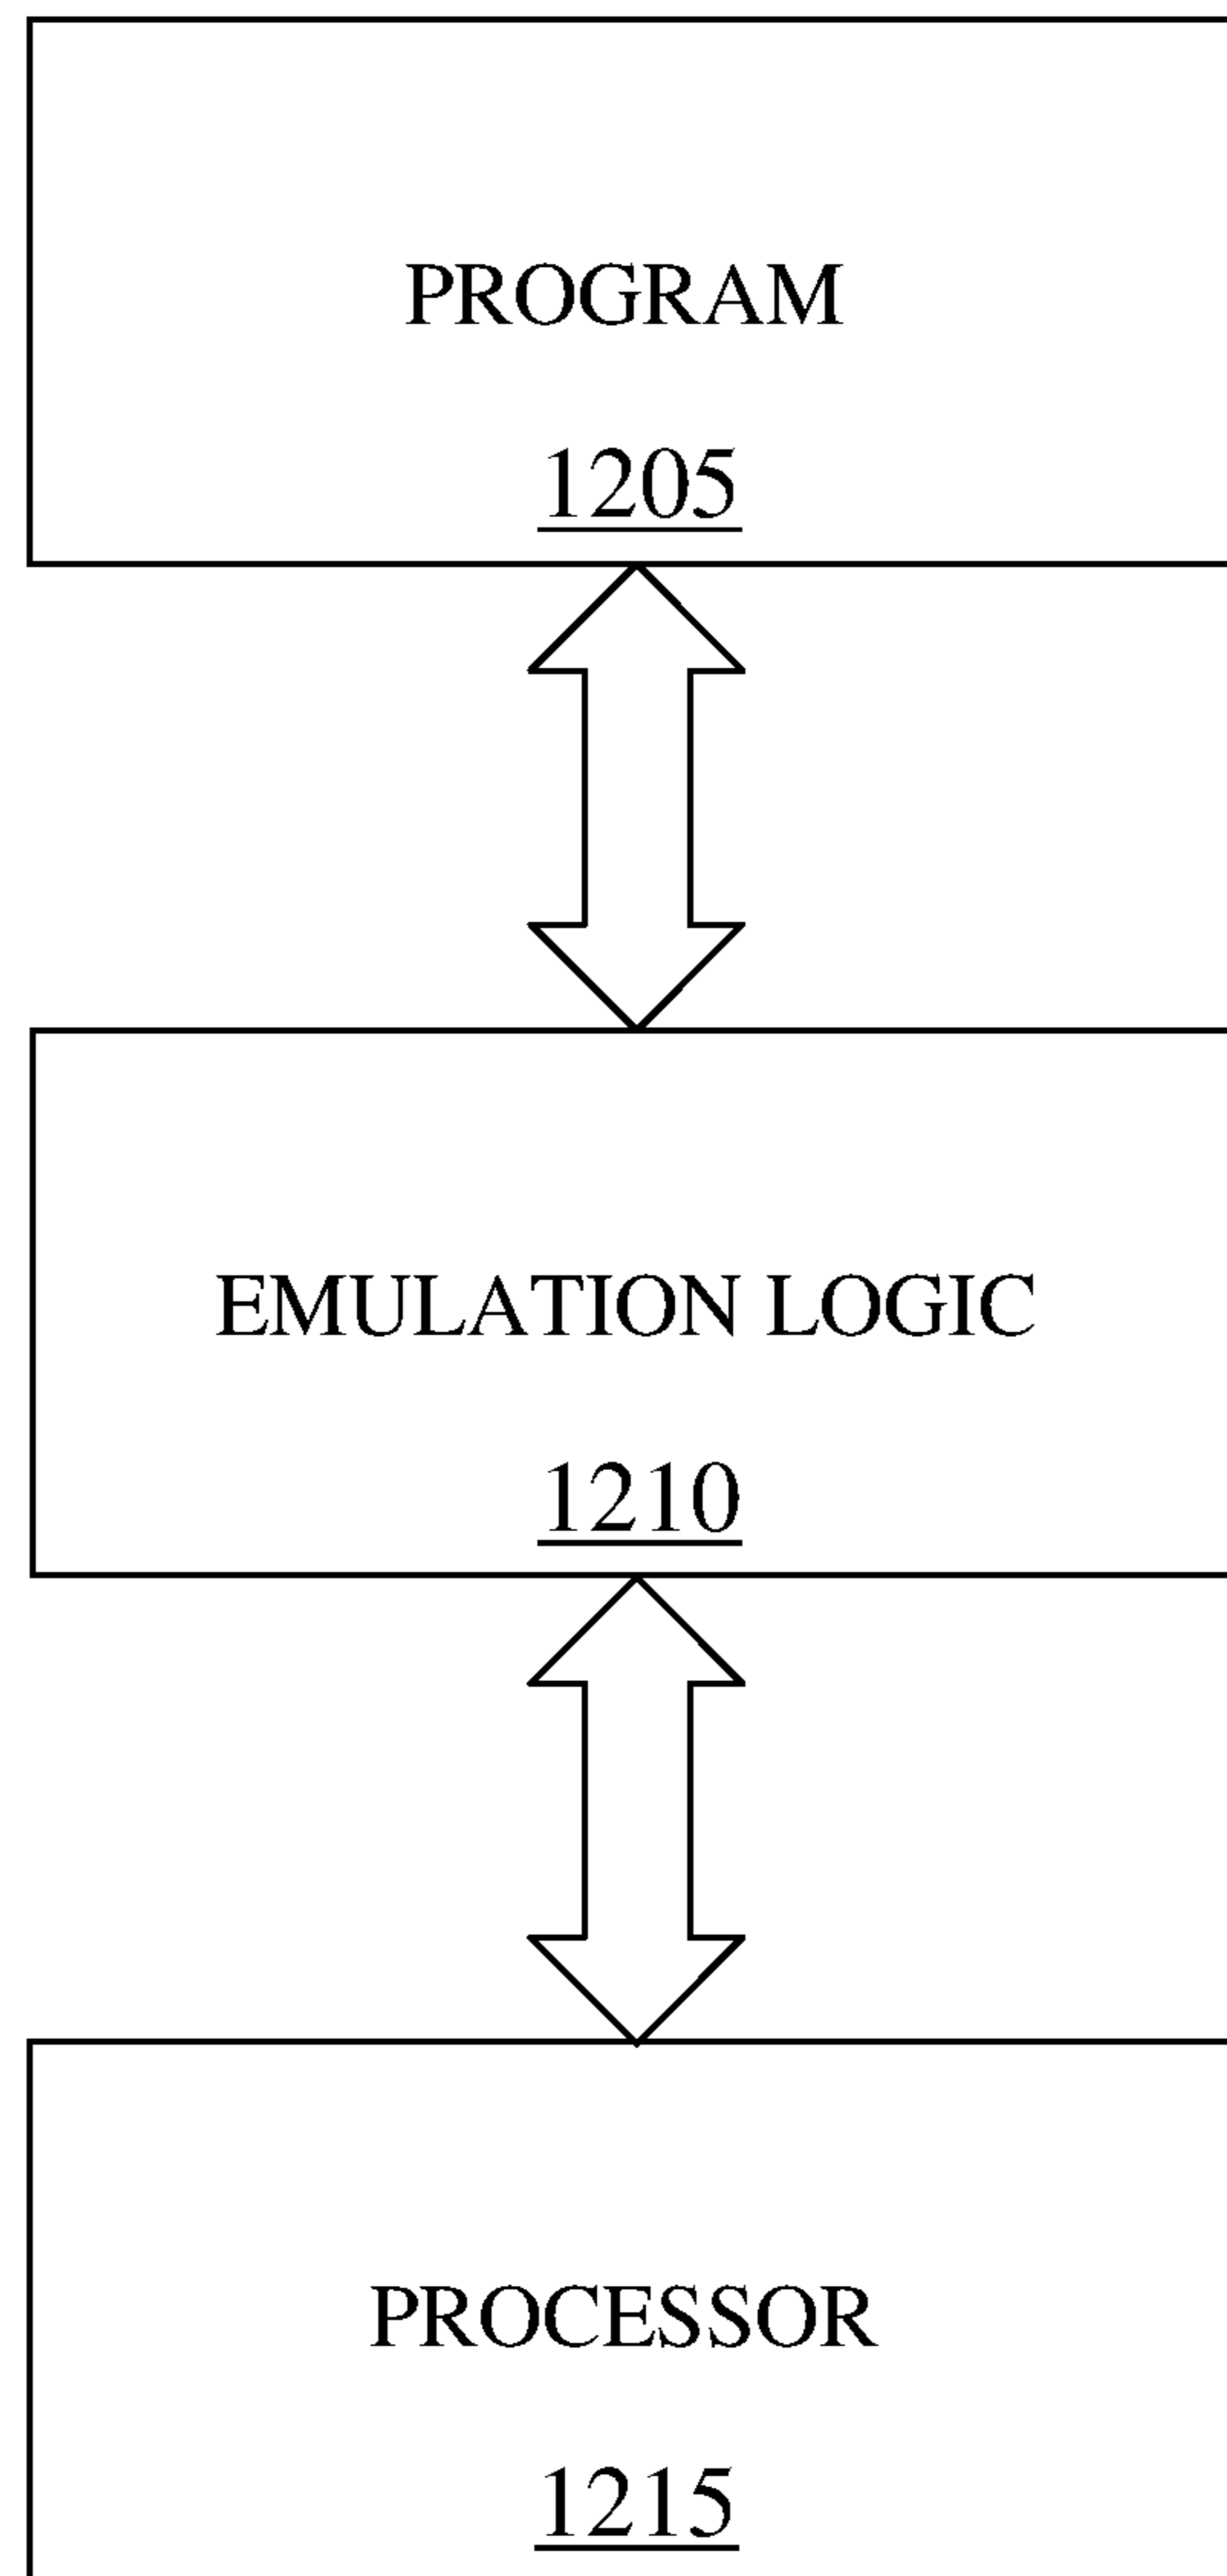 PROGRAM
1205
EMULATION LOGIC
1210
PROCESSOR
1215